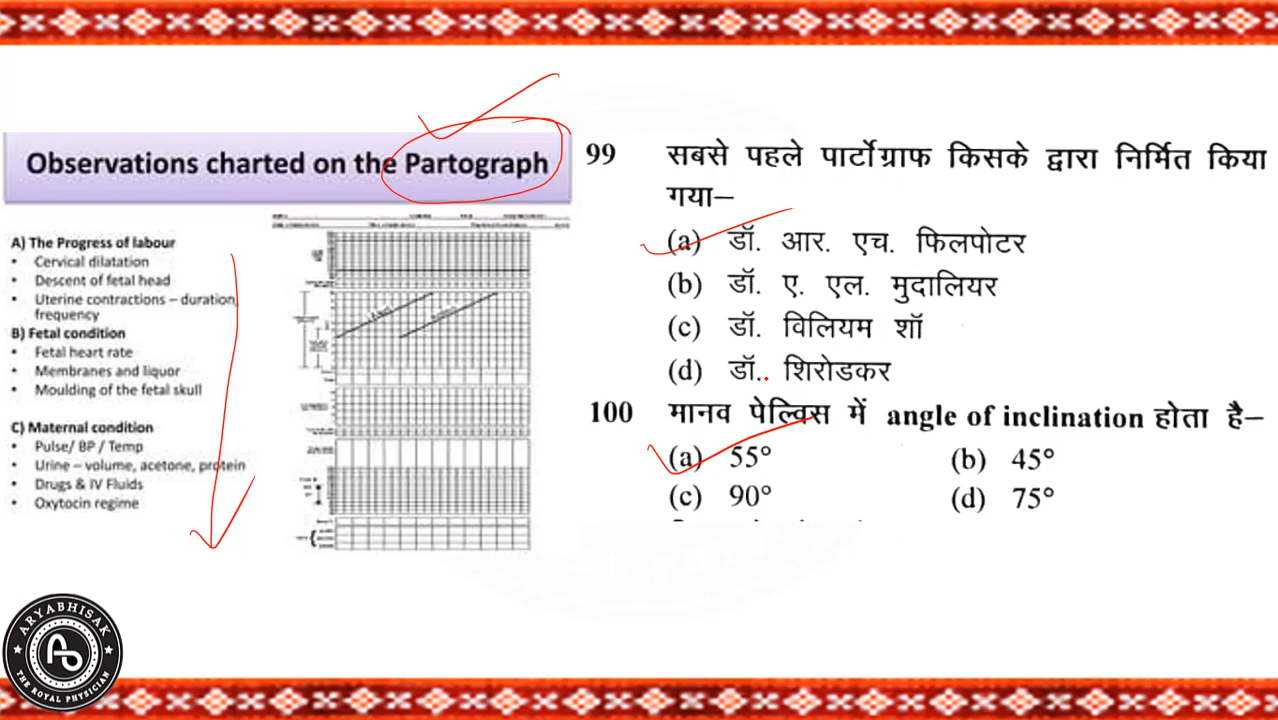 Observations charted on the Partograph
A) The Progress of labour
• Cervical dilatation
• Descent of fetal head
• Uterine contractions – duration,
frequency
B) Fetal condition
• Fetal heart rate
• Membranes and liquor
• Moulding of the fetal skull
C) Maternal condition
• Pulse/ BP / Temp
• Urine – volume, acetone, protein
• Drugs & IV Fluids
• Oxytocin regime
99 सबसे पहले पार्टोग्राफ किसके द्वारा निर्मित किया
गया–
(a) डॉ. आर. एच. फिलपोटर
(b) डॉ. ए. एल. मुदालियर
(c) डॉ. विलियम शॉ
(d) डॉ.. शिरोडकर
100 मानव पेल्विस में angle of inclination होता है–
(a) 55° (b) 45°
(c) 90° (d) 75°
ARYABHISAK
THE ROYAL PHYSICIAN